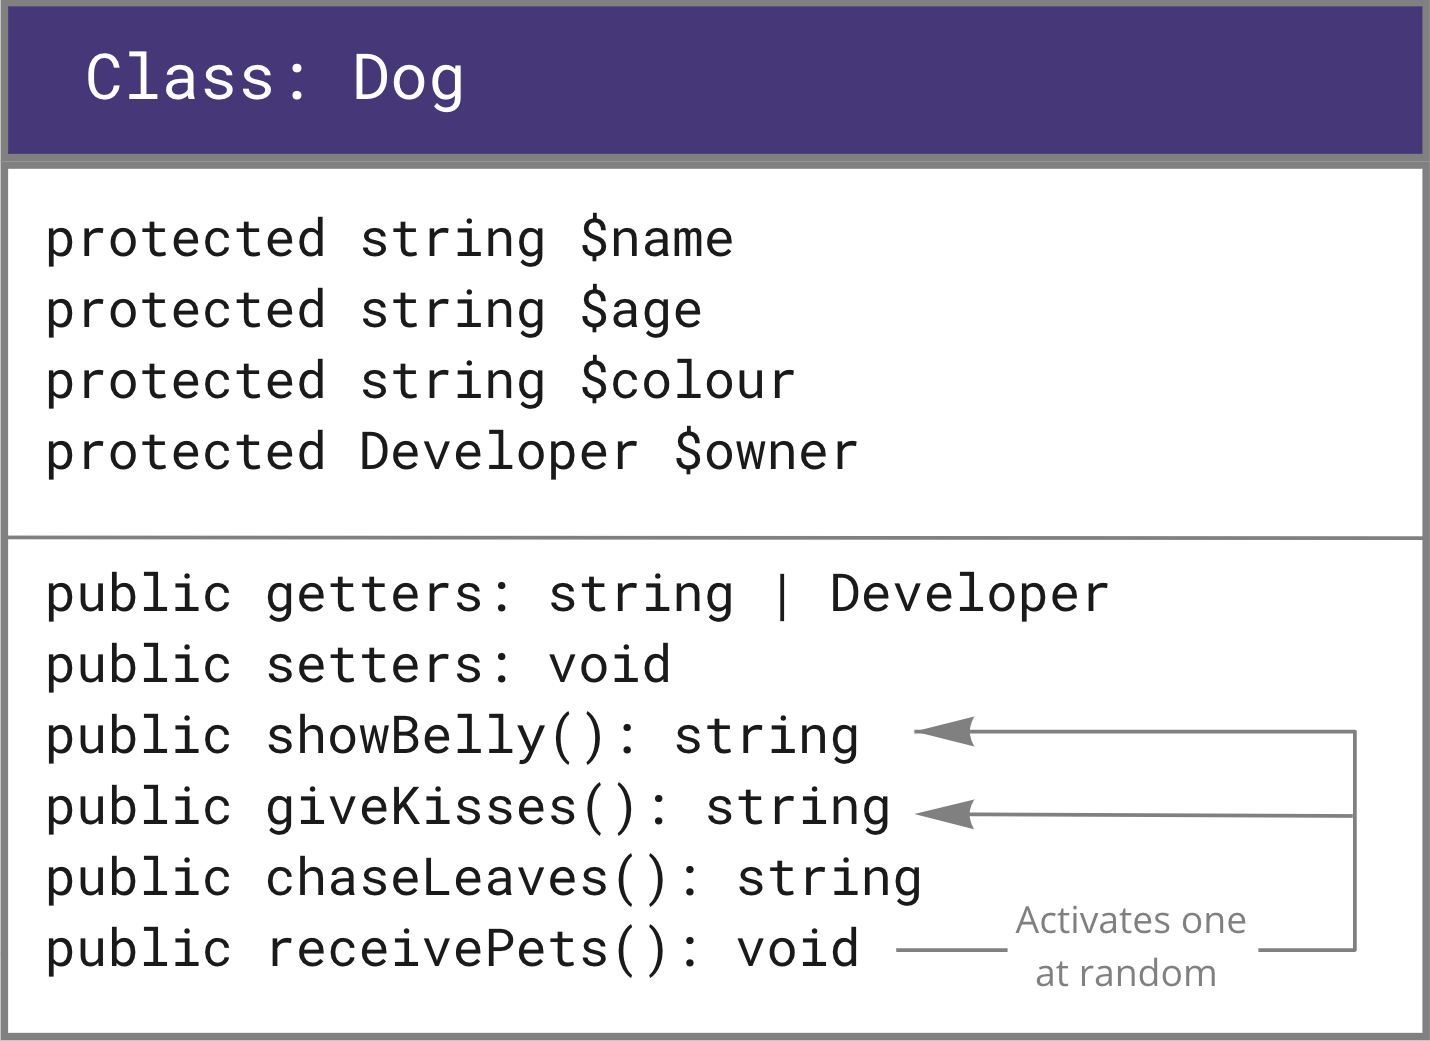 Class: Dog
protected string $name
protected string $age
protected string $colour
protected Developer $owner
public getters: string | Developer
public setters: void
public showBelly(): string
public giveKisses(): string
public chaseLeaves(): string
public receivePets(): void
Activates one
at random